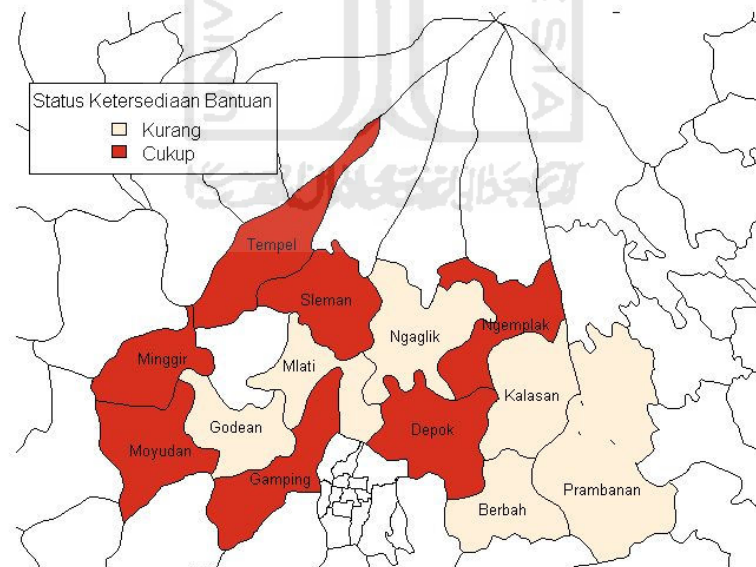 Status Ketersediaan Bantuan
Kurang
Cukup
Tempel
Sleman
Ngaglik
Ngemplak
Minggir
Mlati
Kalasan
Godean
Depok
Moyudan
Gamping
Prambanan
Berbah